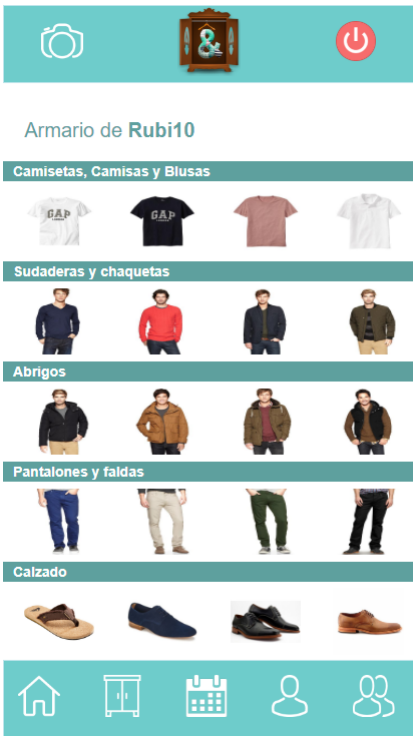 &
Armario de Rubi10
Camisetas, Camisas y Blusas
GAP
GAP
Sudaderas y chaquetas
Abrigos
Pantalones y faldas
Calzado